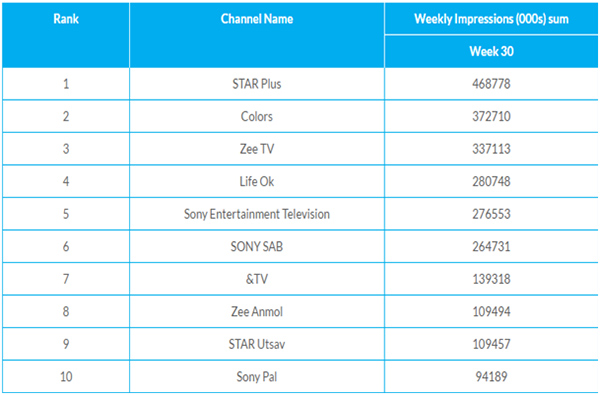 Rank Channel Name Weekly Impressions (000s) sum
Week 30
1 STAR Plus 468778
2 Colors 372710
3 Zee TV 337113
4 Life Ok 280748
5 Sony Entertainment Television 276553
6 SONY SAB 264731
7 &TV 139318
8 Zee Anmol 109494
9 STAR Utsav 109457
10 Sony Pal 94189